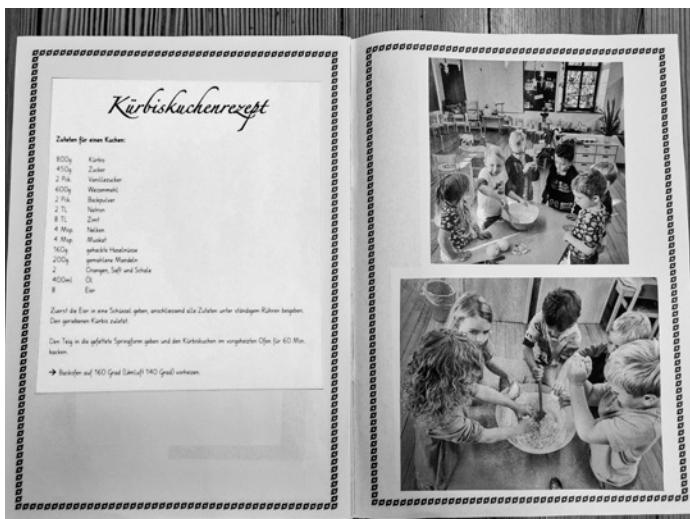 Kürbiskuchenrezept
Zutaten für einen Kuchen:
800g Kürbis
450g Zucker
2 Pck. Vanillezucker
600g Weizenmehl
2 Pck. Backpulver
2 TL Natron
8 TL Zimt
4 Msp. Nelken
4 Msp. Muskat
160g gehackte Haselnüsse
200g gemahlene Mandeln
2 Orangen, Saft und Schale
400ml Öl
8 Eier
Zuerst die Eier in eine Schüssel geben, anschliessend alle Zutaten unter ständigem Rühren beigeben.
Den geriebenen Kürbis zuletzt.
Den Teig in die gefettete Springform geben und den Kürbiskuchen im vorgeheizten Ofen für 60 Min.
backen.
→ Backofen auf 160 Grad (Umluft 140 Grad) vorheizen.